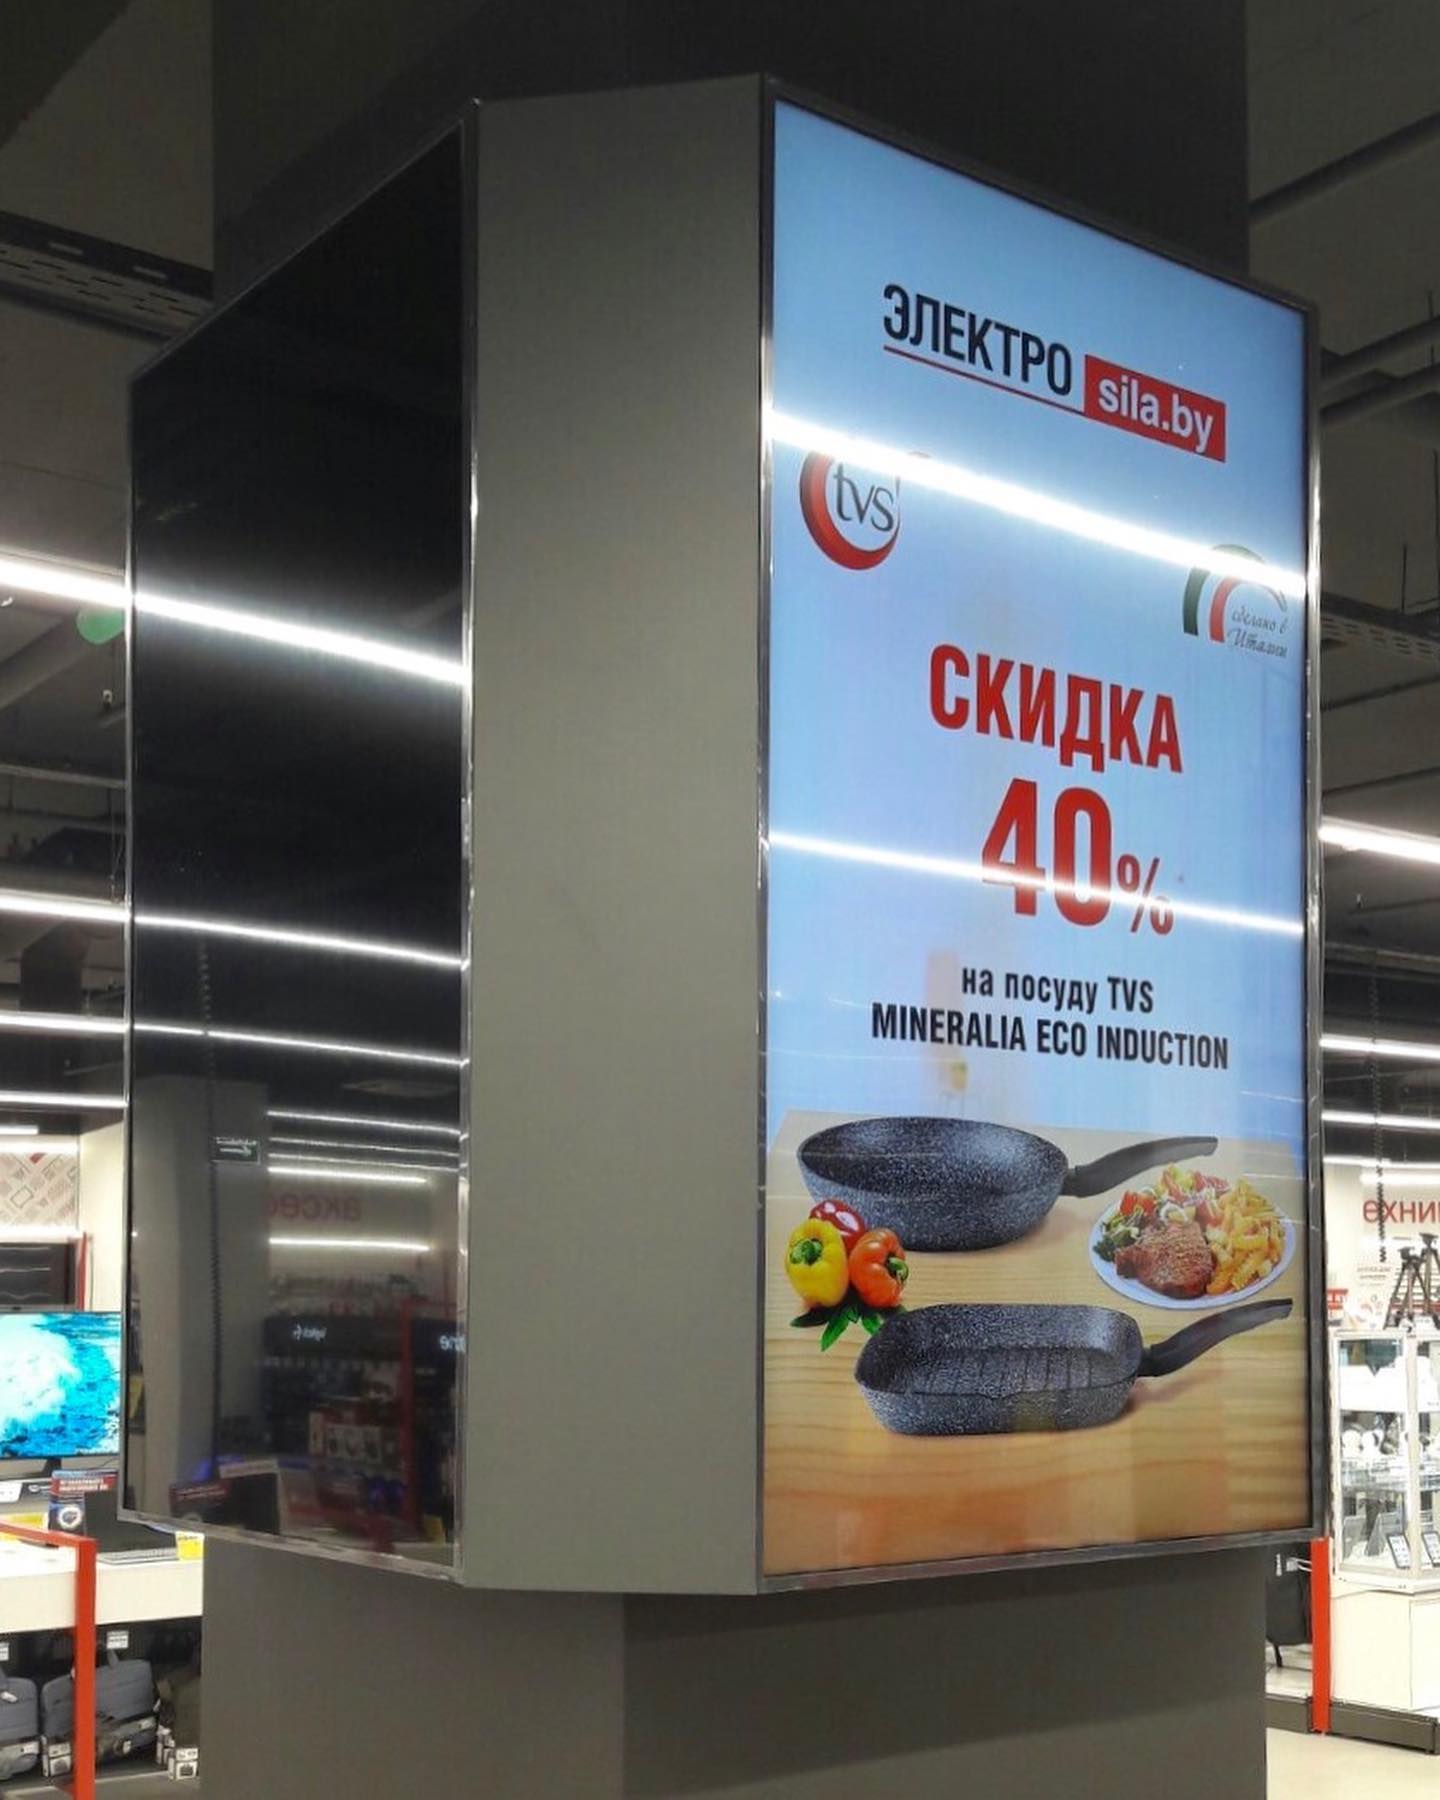 ЭЛЕКТРО sila.by
tvs
сделано в
Италии
СКИДКА
40%
на посуду TVS
MINERALIA ECO INDUCTION